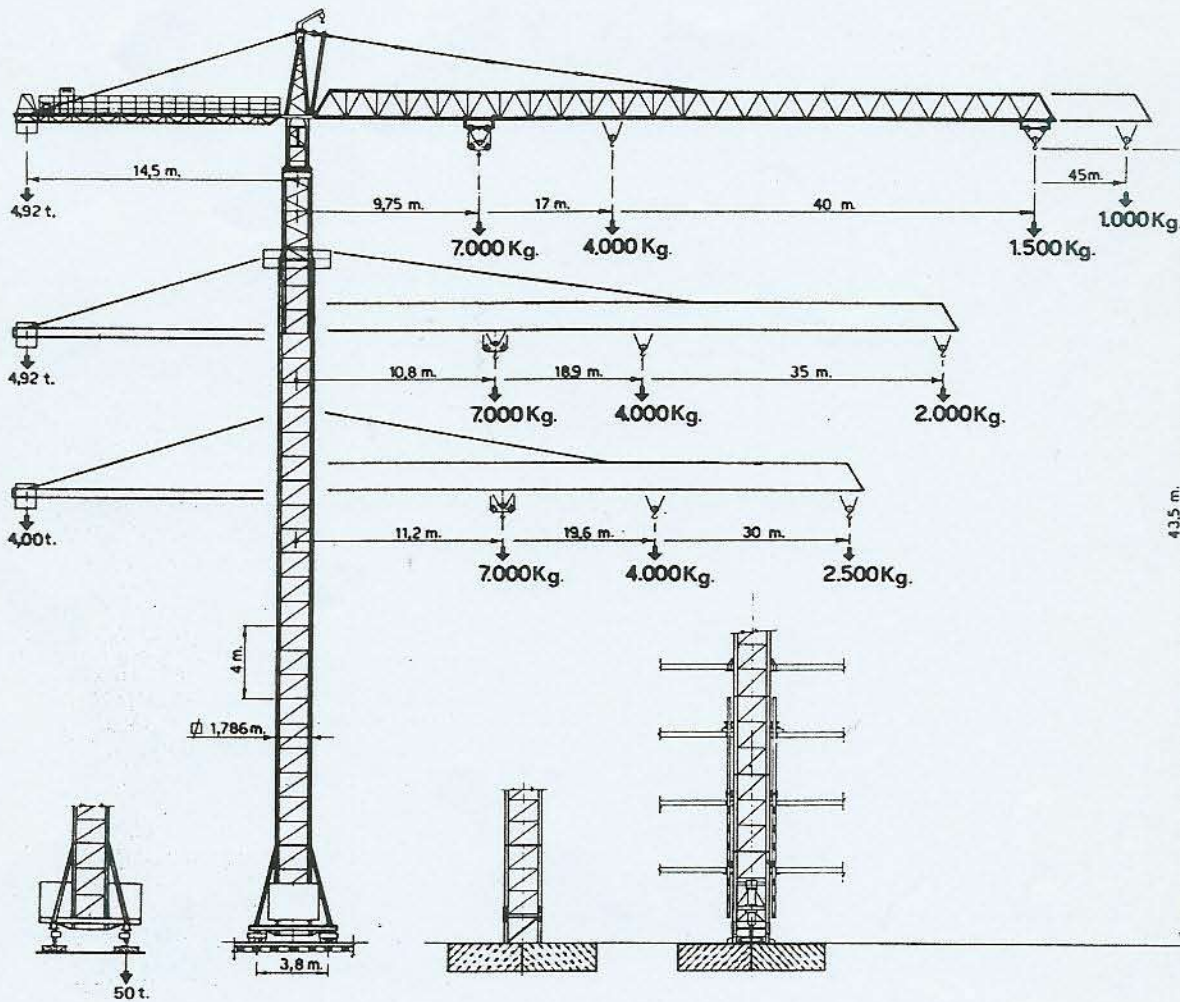 14,5 m.
4,92 t.
9,75 m.
17 m.
40 m.
45m.
7.000 Kg.
4.000 Kg.
1.500 Kg.
1.000 Kg.
4,92 t.
10,8 m.
18,9 m.
35 m.
7.000 Kg.
4.000 Kg.
2.000 Kg.
4,00 t.
11,2 m.
19,6 m.
30 m.
7.000 Kg.
4.000 Kg.
2.500 Kg.
43,5 m.
4 m.
1,786 m.
3,8 m.
50 t.